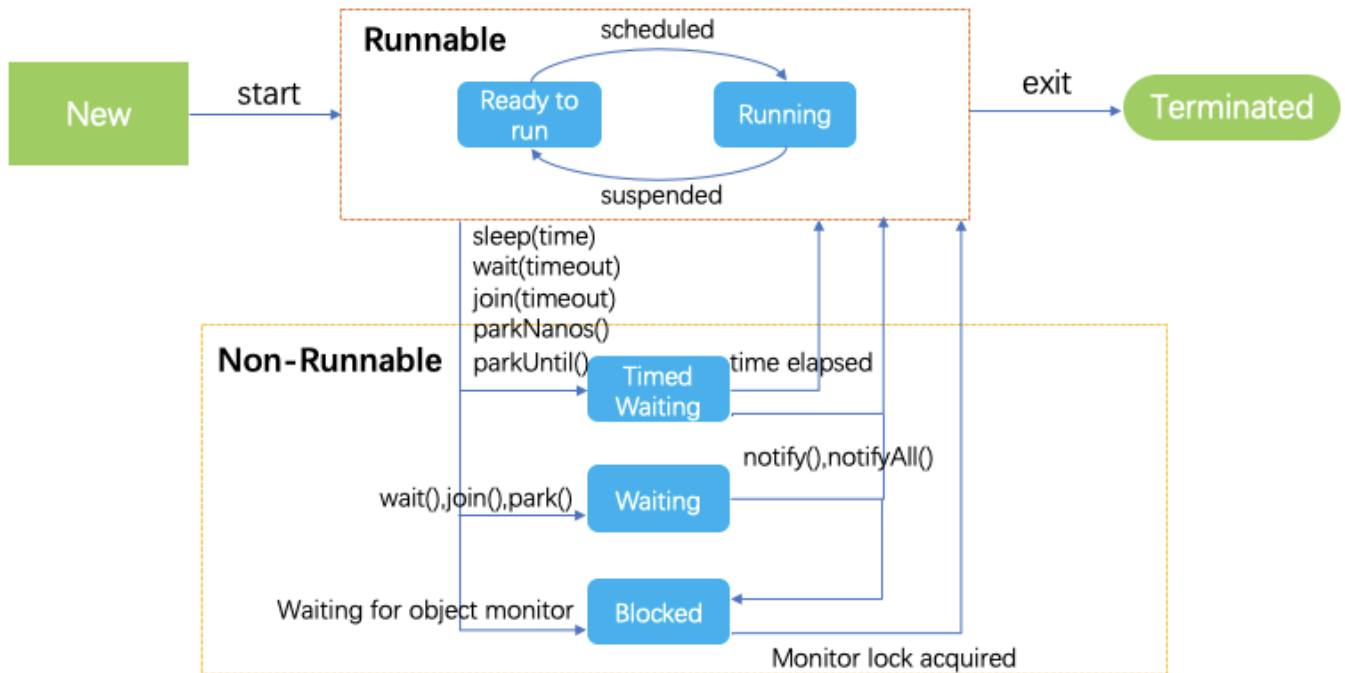 Runnable
scheduled
New
start
Ready to
run
Running
exit
Terminated
suspended
sleep(time)
wait(timeout)
join(timeout)
parkNanos()
Non-Runnable
parkUntil()
Timed
Waiting
time elapsed
notify(),notifyAll()
wait(),join(),park()
Waiting
Waiting for object monitor
Blocked
Monitor lock acquired